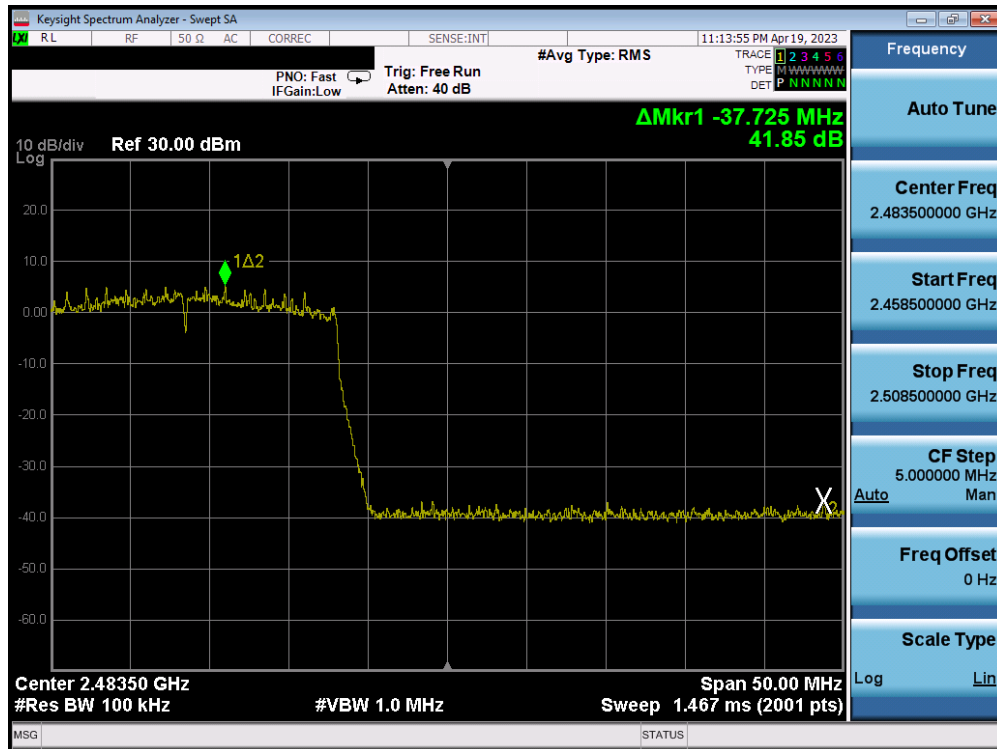 Keysight Spectrum Analyzer - Swept SA
LXI RL RF 50 Ω AC CORREC SENSE:INT 11:13:55 PM Apr 19, 2023
#Avg Type: RMS
TRACE 1 2 3 4 5 6
TYPE M WWWWW
DET P N N N N N
PNO: Fast
IFGain:Low
Trig: Free Run
Atten: 40 dB
ΔMkr1 -37.725 MHz
41.85 dB
10 dB/div
Log
Ref 30.00 dBm
20.0
10.0
0.00
-10.0
-20.0
-30.0
-40.0
-50.0
-60.0
1Δ2
X2
Center 2.48350 GHz
Span 50.00 MHz
#Res BW 100 kHz
#VBW 1.0 MHz
Sweep 1.467 ms (2001 pts)
MSG
STATUS
Frequency
Auto Tune
Center Freq
2.483500000 GHz
Start Freq
2.458500000 GHz
Stop Freq
2.508500000 GHz
CF Step
5.000000 MHz
Auto Man
Freq Offset
0 Hz
Scale Type
Log Lin